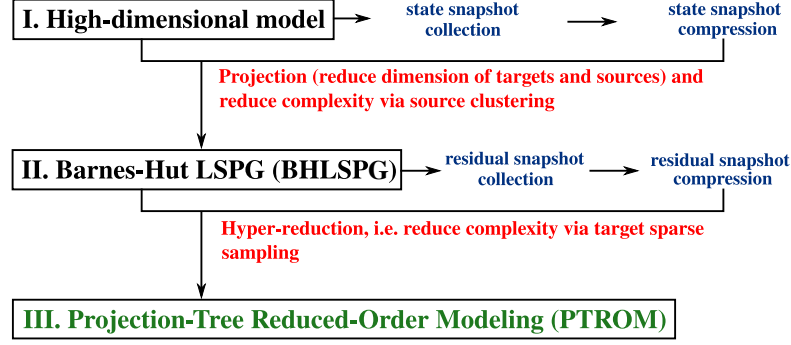 I. High-dimensional model
state snapshot
collection
state snapshot
compression
Projection (reduce dimension of targets and sources) and
reduce complexity via source clustering
II. Barnes-Hut LSPG (BHLSPG)
residual snapshot
collection
residual snapshot
compression
Hyper-reduction, i.e. reduce complexity via target sparse
sampling
III. Projection-Tree Reduced-Order Modeling (PTROM)